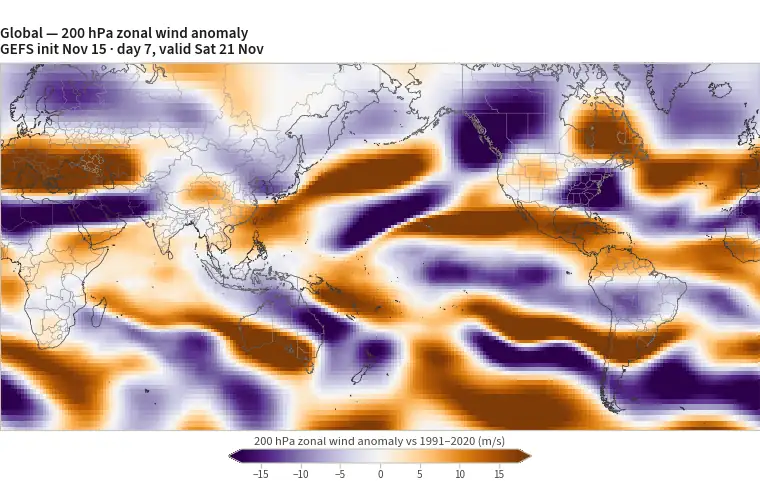 Global — 200 hPa zonal wind anomaly
GEFS init Nov 15 · day 7, valid Sat 21 Nov
200 hPa zonal wind anomaly vs 1991–2020 (m/s)
−15 −10 −5 0 5 10 15